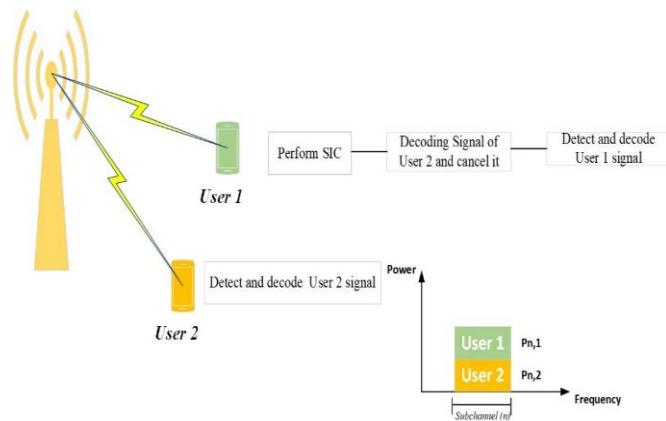 Perform SIC
Decoding Signal of
User 2 and cancel it
Detect and decode
User 1 signal
User 1
Detect and decode User 2 signal
User 2
Power
User 1
Pn,1
User 2
Pn,2
Frequency
Subchannel (n)